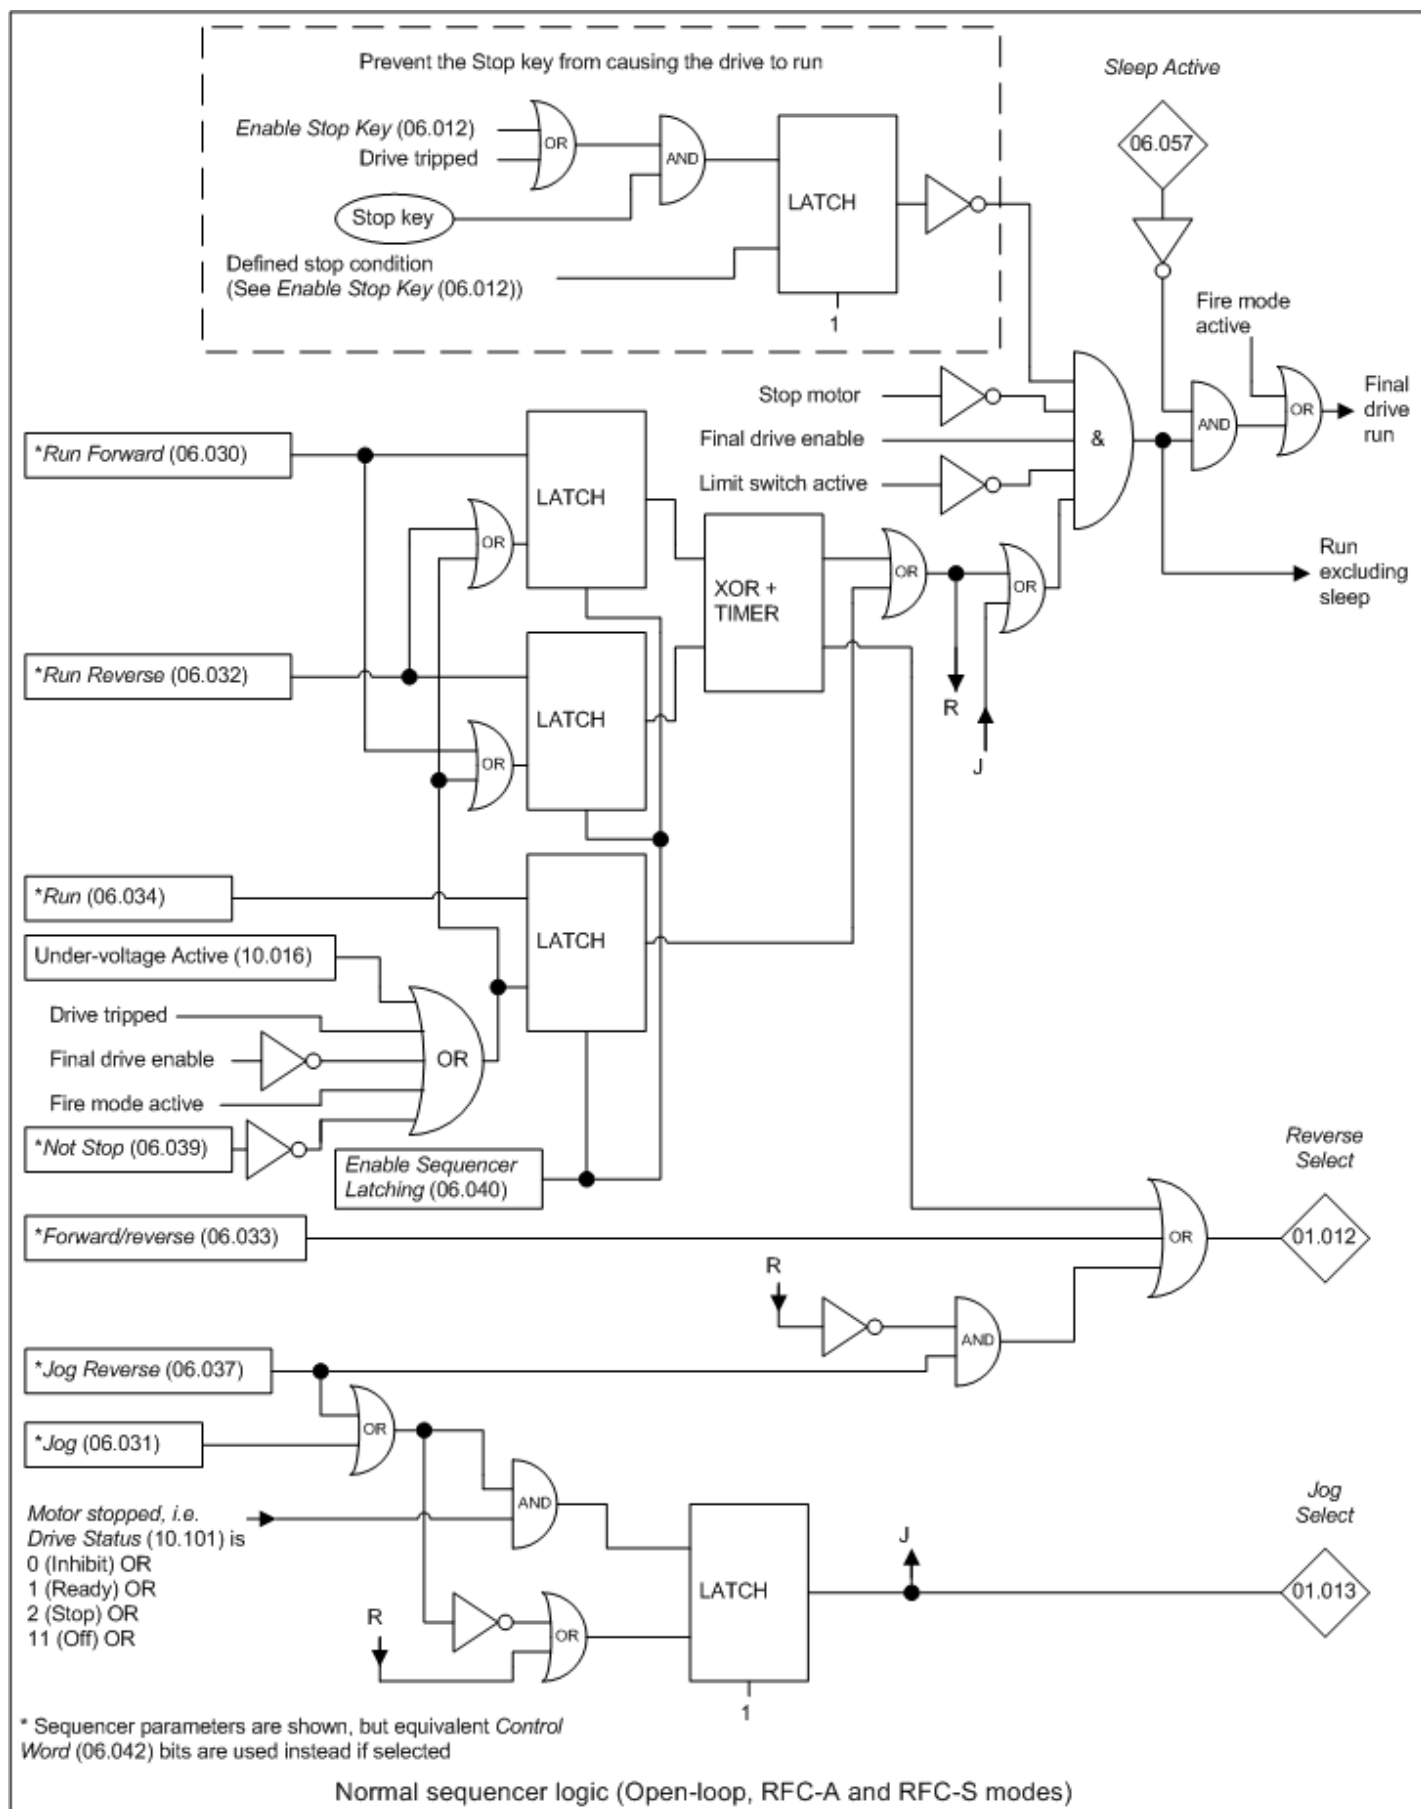 Prevent the Stop key from causing the drive to run
Sleep Active
Enable Stop Key (06.012)
Drive tripped
OR
AND
LATCH
06.057
Stop key
Defined stop condition
(See Enable Stop Key (06.012))
1
Fire mode
active
Stop motor
Final drive enable
Limit switch active
&
AND
OR
Final
drive
run
*Run Forward (06.030)
LATCH
OR
XOR +
TIMER
OR
OR
Run
excluding
sleep
*Run Reverse (06.032)
LATCH
OR
R
J
*Run (06.034)
LATCH
Under-voltage Active (10.016)
Drive tripped
Final drive enable
OR
Fire mode active
*Not Stop (06.039)
Enable Sequencer
Latching (06.040)
Reverse
Select
*Forward/reverse (06.033)
OR
01.012
R
AND
*Jog Reverse (06.037)
OR
*Jog (06.031)
AND
Motor stopped, i.e.
Drive Status (10.101) is
0 (Inhibit) OR
1 (Ready) OR
2 (Stop) OR
11 (Off) OR
Jog
Select
J
LATCH
01.013
R
OR
1
* Sequencer parameters are shown, but equivalent Control
Word (06.042) bits are used instead if selected
Normal sequencer logic (Open-loop, RFC-A and RFC-S modes)